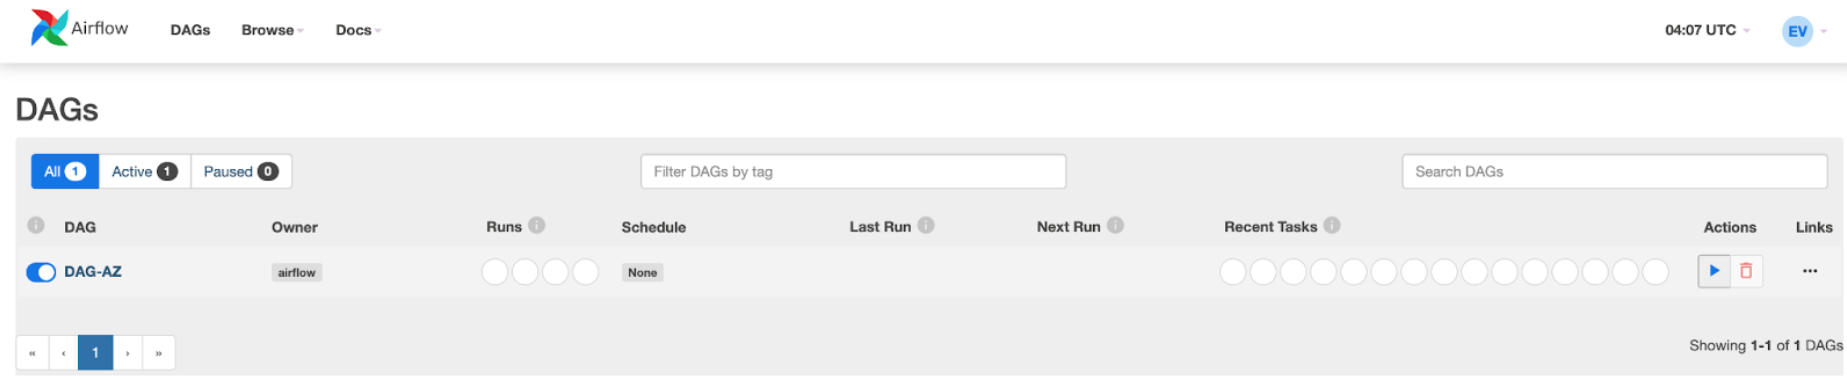 Airflow DAGs Browse Docs 04:07 UTC EV
DAGs
All 1 Active 1 Paused 0 Filter DAGs by tag Search DAGs
i DAG Owner Runs i Schedule Last Run i Next Run i Recent Tasks i Actions Links
DAG-AZ airflow None ...
« ‹ 1 › » Showing 1-1 of 1 DAGs